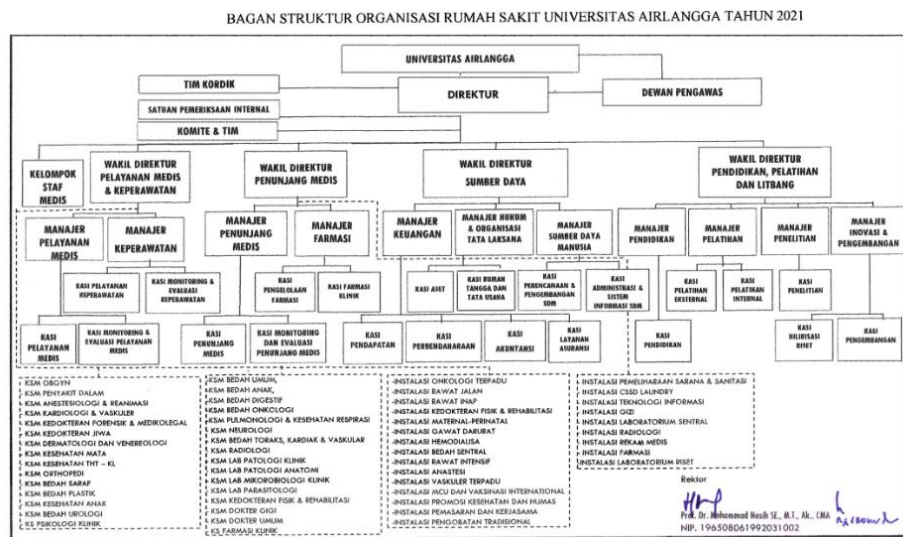 BAGAN STRUKTUR ORGANISASI RUMAH SAKIT UNIVERSITAS AIRLANGGA TAHUN 2021
UNIVERSITAS AIRLANGGA
TIM KORDIK
DIREKTUR
DEWAN PENGAWAS
SATUAN PEMERIKSAAN INTERNAL
KOMITE & TIM
KELOMPOK
STAF
MEDIS
WAKIL DIREKTUR
PELAYANAN MEDIS
& KEPERAWATAN
WAKIL DIREKTUR
PENUNJANG MEDIS
WAKIL DIREKTUR
SUMBER DAYA
WAKIL DIREKTUR
PENDIDIKAN, PELATIHAN
DAN LITBANG
MANAJER
PELAYANAN
MEDIS
MANAJER
KEPERAWATAN
MANAJER
PENUNJANG
MEDIS
MANAJER
FARMASI
MANAJER
KEUANGAN
MANAJER HUKUM
& ORGANISASI
TATA LAKSANA
MANAJER
SUMBER DAYA
MANUSIA
MANAJER
PENDIDIKAN
MANAJER
PELATIHAN
MANAJER
PENELITIAN
MANAJER
INOVASI &
PENGEMBANGAN
KASI PELAYANAN
KEPERAWATAN
KASI MONITORING &
EVALUASI KEPERAWATAN
KASI
PENGELOLAAN
FARMASI
KASI FARMASI
KLINIK
KASI ASET
KASI RUMAH
TANGGA DAN
TATA USAHA
KASI
PERENCANAAN &
PENGEMBANGAN
SDM
KASI
ADMINISTRASI &
SISTEM
INFORMASI SDM
KASI
PELATIHAN
EKSTERNAL
KASI
PELATIHAN
INTERNAL
KASI
PENELITIAN
KASI
PELAYANAN
MEDIS
KASI MONITORING &
EVALUASI PELAYANAN
MEDIS
KASI
PENUNJANG
MEDIS
KASI MONITORING
DAN EVALUASI
PENUNJANG MEDIS
KASI
PENDAPATAN
KASI
PERBENDAHARAAN
KASI
AKUNTANSI
KASI
LAYANAN
ASURANSI
KASI
PENDIDIKAN
KASI
HILIRISASI
RISET
KASI
PENGEMBANGAN
KSM OBGYN
KSM PENYAKIT DALAM
KSM ANESTESIOLOGI & REANIMASI
KSM KARDIOLOGI & VASKULER
KSM KEDOKTERAN FORENSIK & MEDIKOLEGAL
KSM KEDOKTERAN JIWA
KSM DERMATOLOGI DAN VENEREOLOGI
KSM KESEHATAN MATA
KSM KESEHATAN THT - KL
KSM ORTHOPEDI
KSM BEDAH SARAF
KSM BEDAH PLASTIK
KSM KESEHATAN ANAK
KSM BEDAH UROLOGI
KS PSIKOLOGI KLINIK
KSM BEDAH UMUM,
KSM BEDAH ANAK,
KSM BEDAH DIGESTIF
KSM BEDAH ONKOLOGI
KSM PULMONOLOGI & KESEHATAN RESPIRASI
KSM NEUROLOGI
KSM BEDAH TORAKS, KARDIAK & VASKULAR
KSM RADIOLOGI
KSM LAB PATOLOGI KLINIK
KSM LAB PATOLOGI ANATOMI
KSM LAB MIKOROBIOLOGI KLINIK
KSM LAB PARASITOLOGI
KSM KEDOKTERAN FISIK & REHABILITASI
KSM DOKTER GIGI
KSM DOKTER UMUM
KS FARMASI KLINIK
-INSTALASI ONKOLOGI TERPADU
-INSTALASI RAWAT JALAN
-INSTALASI RAWAT INAP
-INSTALASI KEDOKTERAN FISIK & REHABILITASI
-INSTALASI MATERNAL-PERINATAL
-INSTALASI GAWAT DARURAT
-INSTALASI HEMODIALISA
-INSTALASI BEDAH SENTRAL
-INSTALASI RAWAT INTENSIF
-INSTALASI ANASTESI
-INSTALASI VASKULER TERPADU
-INSTALASI MCU DAN VAKSINASI INTERNATIONAL
-INSTALASI PROMOSI KESEHATAN DAN HUMAS
-INSTALASI PEMASARAN DAN KERJASAMA
-INSTALASI PENGOBATAN TRADISIONAL
INSTALASI PEMELIHARAAN SARANA & SANITASI
INSTALASI CSSD LAUNDRY
INSTALASI TEKNOLOGI INFORMASI
INSTALASI GIZI
INSTALASI LABORATORIUM SENTRAL
INSTALASI RADIOLOGI
INSTALASI REKAM MEDIS
INSTALASI FARMASI
INSTALASI LABORATORIUM RISET
Rektor
Prof. Dr. Mohammad Nasih SE., M.T., Ak., CMA
NIP. 196508061992031002